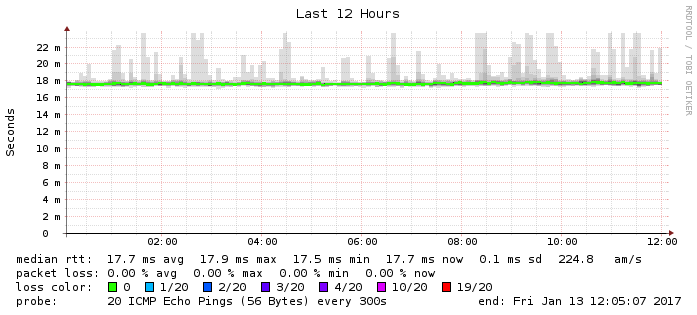 Last 12 Hours
RRDTOOL / TOBI OETIKER
Seconds
22 m
20 m
18 m
16 m
14 m
12 m
10 m
8 m
6 m
4 m
2 m
0
02:00 04:00 06:00 08:00 10:00 12:00
median rtt: 17.7 ms avg 17.9 ms max 17.5 ms min 17.7 ms now 0.1 ms sd 224.8 am/s
packet loss: 0.00 % avg 0.00 % max 0.00 % min 0.00 % now
loss color: 0 1/20 2/20 3/20 4/20 10/20 19/20
probe: 20 ICMP Echo Pings (56 Bytes) every 300s end: Fri Jan 13 12:05:07 2017